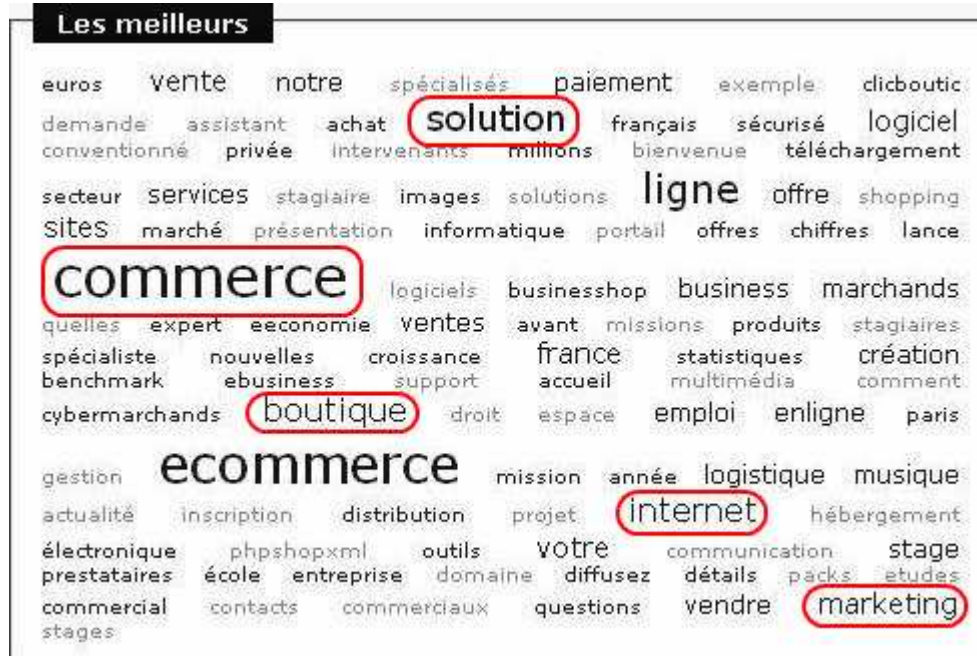 Les meilleurs
euros vente notre spécialisés paiement exemple clicboutic
demande assistant achat solution français sécurisé logiciel
conventionné privée intervenants millions bienvenue téléchargement
secteur services stagiaire images solutions ligne offre shopping
sites marché présentation informatique portail offres chiffres lance
commerce logiciels businesshop business marchands
quelles expert eeconomie ventes avant missions produits stagiaires
spécialiste nouvelles croissance france statistiques création
benchmark ebusiness support accueil multimédia comment
cybermarchands boutique droit espace emploi enligne paris
gestion ecommerce mission année logistique musique
actualité inscription distribution projet internet hébergement
électronique phpshopxml outils votre communication stage
prestataires école entreprise domaine diffusez détails packs etudes
commercial contacts commerciaux questions vendre marketing
stages